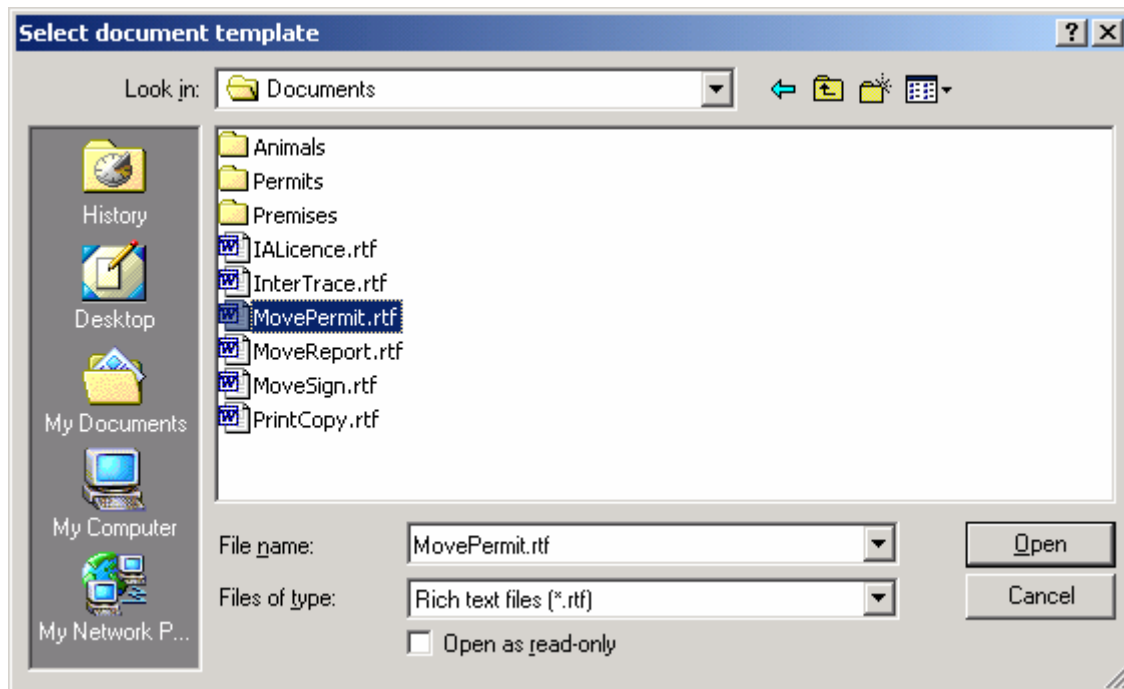 Select document template
Look in: Documents
History
Desktop
My Documents
My Computer
My Network P...
Animals
Permits
Premises
IALicence.rtf
InterTrace.rtf
MovePermit.rtf
MoveReport.rtf
MoveSign.rtf
PrintCopy.rtf
File name: MovePermit.rtf Open
Files of type: Rich text files (*.rtf) Cancel
Open as read-only